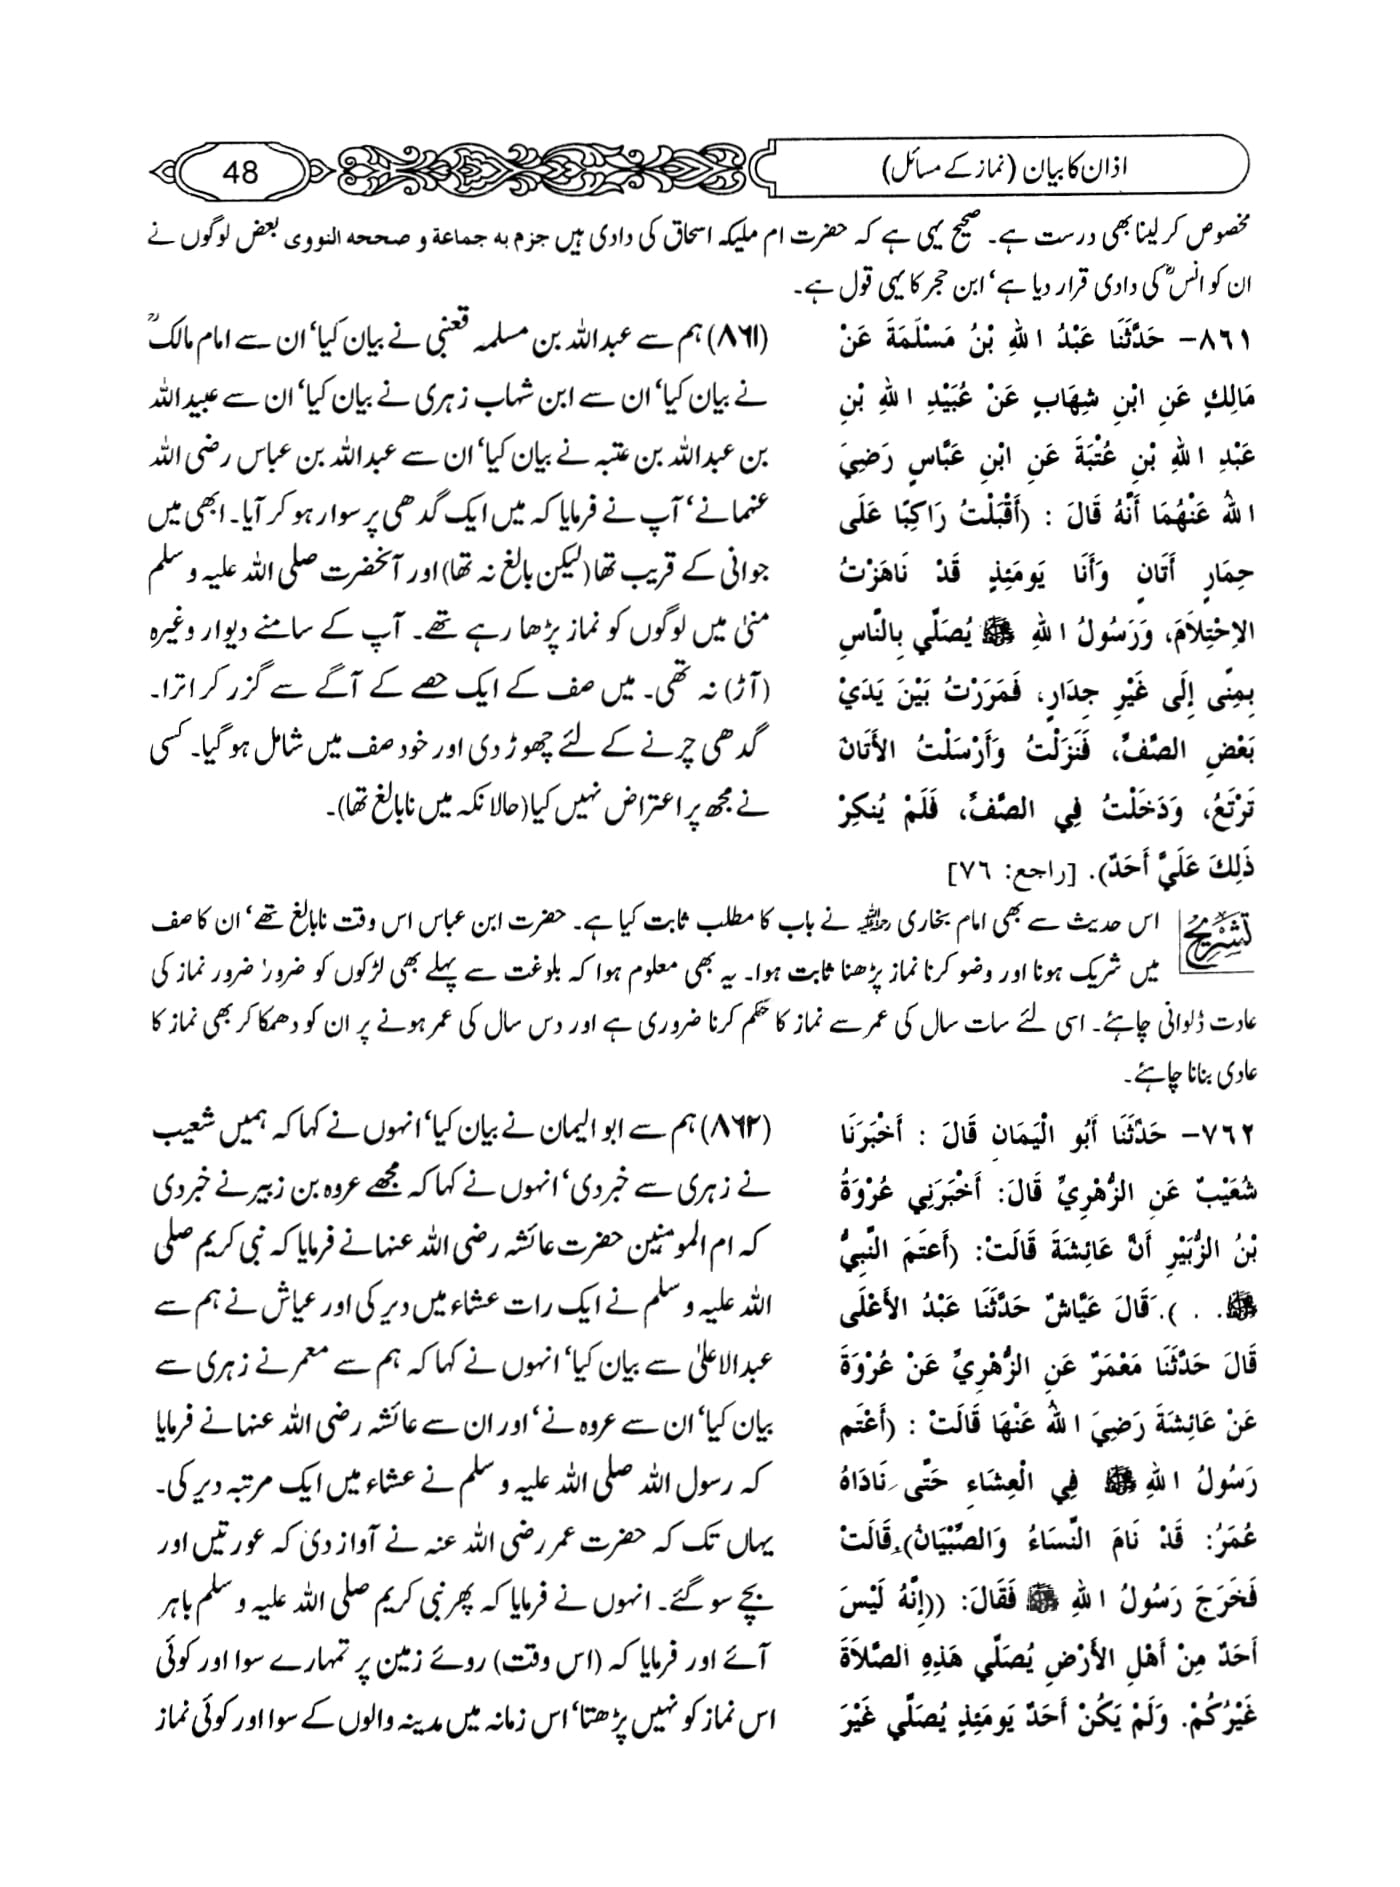 اذان کا بیان (نماز کے مسائل)
48
مخصوص کر لینا بھی درست ہے۔ صحیح یہی ہے کہ حضرت ام ملیکہ اسحاق کی دادی ہیں جزم به جماعة و صححه النووی بعض لوگوں نے
ان کو انسؓ کی دادی قرار دیا ہے‘ ابن حجر کا یہی قول ہے۔
٨٦١- حَدَّثَنَا عَبْدُ اللهِ بْنُ مَسْلَمَةَ عَنْ
مَالِكٍ عَنِ ابْنِ شِهَابٍ عَنْ عُبَيْدِ اللهِ بْنِ
عَبْدِ اللهِ بْنِ عُتْبَةَ عَنِ ابْنِ عَبَّاسٍ رَضِيَ
اللهُ عَنْهُمَا أَنَّهُ قَالَ : (أَقْبَلْتُ رَاكِبًا عَلَى
حِمَارٍ أَتَانٍ وَأَنَا يَومَئِذٍ قَدْ نَاهَزْتُ
الاِحْتِلاَمَ، وَرَسُولُ اللهِ ﷺ يُصَلِّي بِالنَّاسِ
بِمِنًى إِلَى غَيْرِ جِدَارٍ، فَمَرَرْتُ بَيْنَ يَدَيْ
بَعْضِ الصَّفِّ، فَنَزَلْتُ وَأَرْسَلْتُ الأَتَانَ
تَرْتَعُ، وَدَخَلْتُ فِي الصَّفِّ، فَلَمْ يُنكِرْ
ذَلِكَ عَلَيَّ أَحَدٌ). [راجع: ٧٦]
(۸۶۱) ہم سے عبداللہ بن مسلمہ قعنبی نے بیان کیا‘ ان سے امام مالکؒ
نے بیان کیا‘ ان سے ابن شہاب زہری نے بیان کیا‘ ان سے عبیداللہ
بن عبداللہ بن عتبہ نے بیان کیا‘ ان سے عبداللہ بن عباس رضی اللہ
عنہما نے‘ آپ نے فرمایا کہ میں ایک گدھی پر سوار ہو کر آیا۔ ابھی میں
جوانی کے قریب تھا (لیکن بالغ نہ تھا) اور آنحضرت صلی اللہ علیہ و سلم
منیٰ میں لوگوں کو نماز پڑھا رہے تھے۔ آپ کے سامنے دیوار وغیرہ
(آڑ) نہ تھی۔ میں صف کے ایک حصے کے آگے سے گزر کر اترا۔
گدھی چرنے کے لئے چھوڑ دی اور خود صف میں شامل ہو گیا۔ کسی
نے مجھ پر اعتراض نہیں کیا (حالانکہ میں نابالغ تھا)۔
تشریح
اس حدیث سے بھی امام بخاری رحمہ اللہ نے باب کا مطلب ثابت کیا ہے۔ حضرت ابن عباس اس وقت نابالغ تھے‘ ان کا صف
میں شریک ہونا اور وضو کرنا نماز پڑھنا ثابت ہوا۔ یہ بھی معلوم ہوا کہ بلوغت سے پہلے بھی لڑکوں کو ضرور‘ ضرور نماز کی
عادت ڈلوانی چاہئے۔ اسی لئے سات سال کی عمر سے نماز کا حکم کرنا ضروری ہے اور دس سال کی عمر ہونے پر ان کو دھمکا کر بھی نماز کا
عادی بنانا چاہئے۔
٧٦٢- حَدَّثَنَا أَبُو الْيَمَانِ قَالَ : أَخْبَرَنَا
شُعَيْبٌ عَنِ الزُّهْرِيِّ قَالَ: أَخْبَرَنِي عُرْوَةُ
بْنُ الزُّبَيْرِ أَنَّ عَائِشَةَ قَالَتْ: (أَعتَمَ النَّبِيُّ
ﷺ. . ). قَالَ عَيَّاشٌ حَدَّثَنَا عَبْدُ الأَعْلَى
قَالَ حَدَّثَنَا مَعْمَرٌ عَنِ الزُّهْرِيِّ عَنْ عُرْوَةَ
عَنْ عَائِشَةَ رَضِيَ اللهُ عَنْهَا قَالَتْ : (أَعْتَم
رَسُولُ اللهِ ﷺ فِي الْعِشَاءِ حَتَّى نَادَاهُ
عُمَرُ: قَدْ نَامَ النِّسَاءُ وَالصِّبْيَانُ) قَالَتْ
فَخَرَجَ رَسُولُ اللهِ ﷺ فَقَالَ: ((إِنَّهُ لَيْسَ
أَحَدٌ مِنْ أَهْلِ الأَرْضِ يُصَلِّي هَذِهِ الصَّلاَةَ
غَيْرُكُمْ. وَلَمْ يَكُنْ أَحَدٌ يَومَئِذٍ يُصَلِّي غَيْرَ
(۸۶۲) ہم سے ابو الیمان نے بیان کیا‘ انہوں نے کہا کہ ہمیں شعیب
نے زہری سے خبر دی‘ انہوں نے کہا کہ مجھے عروہ بن زبیر نے خبر دی
کہ ام المومنین حضرت عائشہ رضی اللہ عنہا نے فرمایا کہ نبی کریم صلی
اللہ علیہ و سلم نے ایک رات عشاء میں دیر کی اور عیاش نے ہم سے
عبدالاعلیٰ سے بیان کیا‘ انہوں نے کہا کہ ہم سے معمر نے زہری سے
بیان کیا‘ ان سے عروہ نے‘ اور ان سے عائشہ رضی اللہ عنہا نے فرمایا
کہ رسول اللہ صلی اللہ علیہ و سلم نے عشاء میں ایک مرتبہ دیر کی۔
یہاں تک کہ حضرت عمر رضی اللہ عنہ نے آواز دی کہ عورتیں اور
بچے سو گئے۔ انہوں نے فرمایا کہ پھر نبی کریم صلی اللہ علیہ و سلم باہر
آئے اور فرمایا کہ (اس وقت) روئے زمین پر تمہارے سوا اور کوئی
اس نماز کو نہیں پڑھتا‘ اس زمانہ میں مدینہ والوں کے سوا اور کوئی نماز